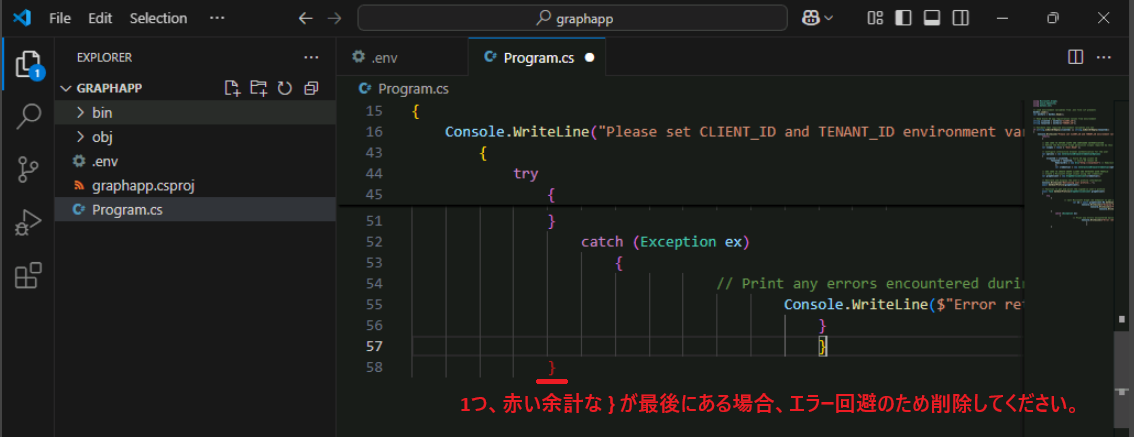 File Edit Selection ··· graphapp
EXPLORER ···
GRAPHAPP
bin
obj
.env
graphapp.csproj
Program.cs
1
.env Program.cs
Program.cs
15 {
16 Console.WriteLine("Please set CLIENT_ID and TENANT_ID environment var
43 {
44 try
45 {
51 }
52 catch (Exception ex)
53 {
54 // Print any errors encountered durin
55 Console.WriteLine($"Error ret
56 }
57 }
58 }
1つ、赤い余計な } が最後にある場合、エラー回避のため削除してください。